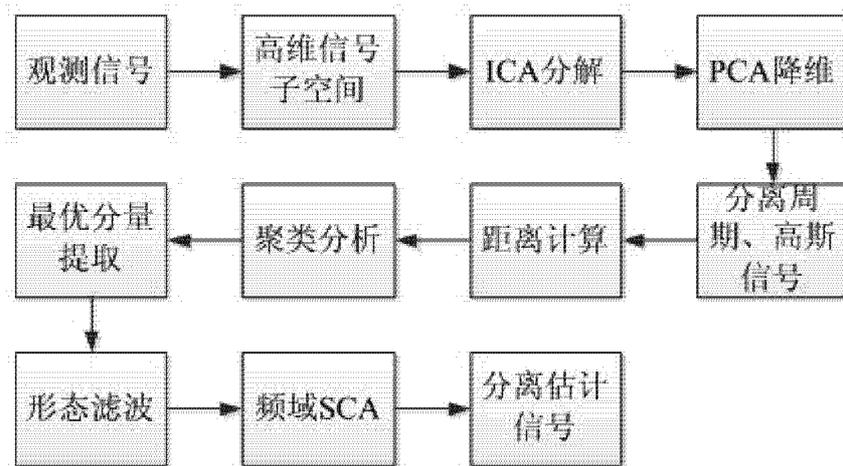 观测信号
高维信号
子空间
ICA分解
PCA降维
最优分量
提取
聚类分析
距离计算
分离周
期、高斯
信号
形态滤波
频域SCA
分离估计
信号